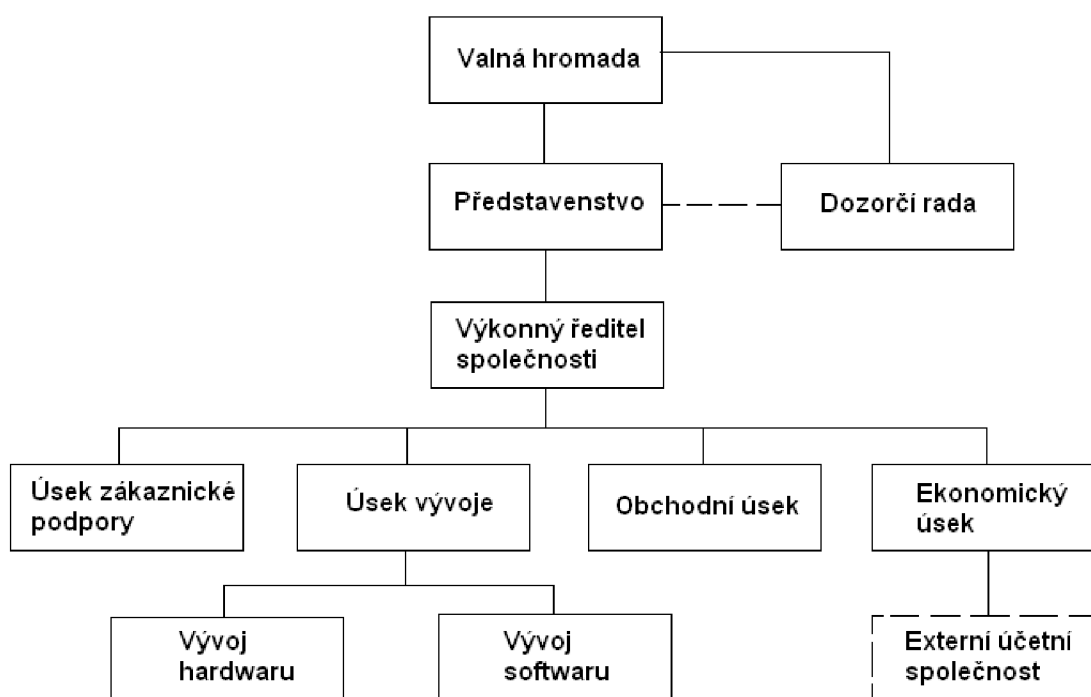 Valná hromada
Představenstvo
Dozorčí rada
Výkonný ředitel
společnosti
Úsek zákaznické
podpory
Úsek vývoje
Obchodní úsek
Ekonomický
úsek
Vývoj
hardwaru
Vývoj
softwaru
Externí účetní
společnost